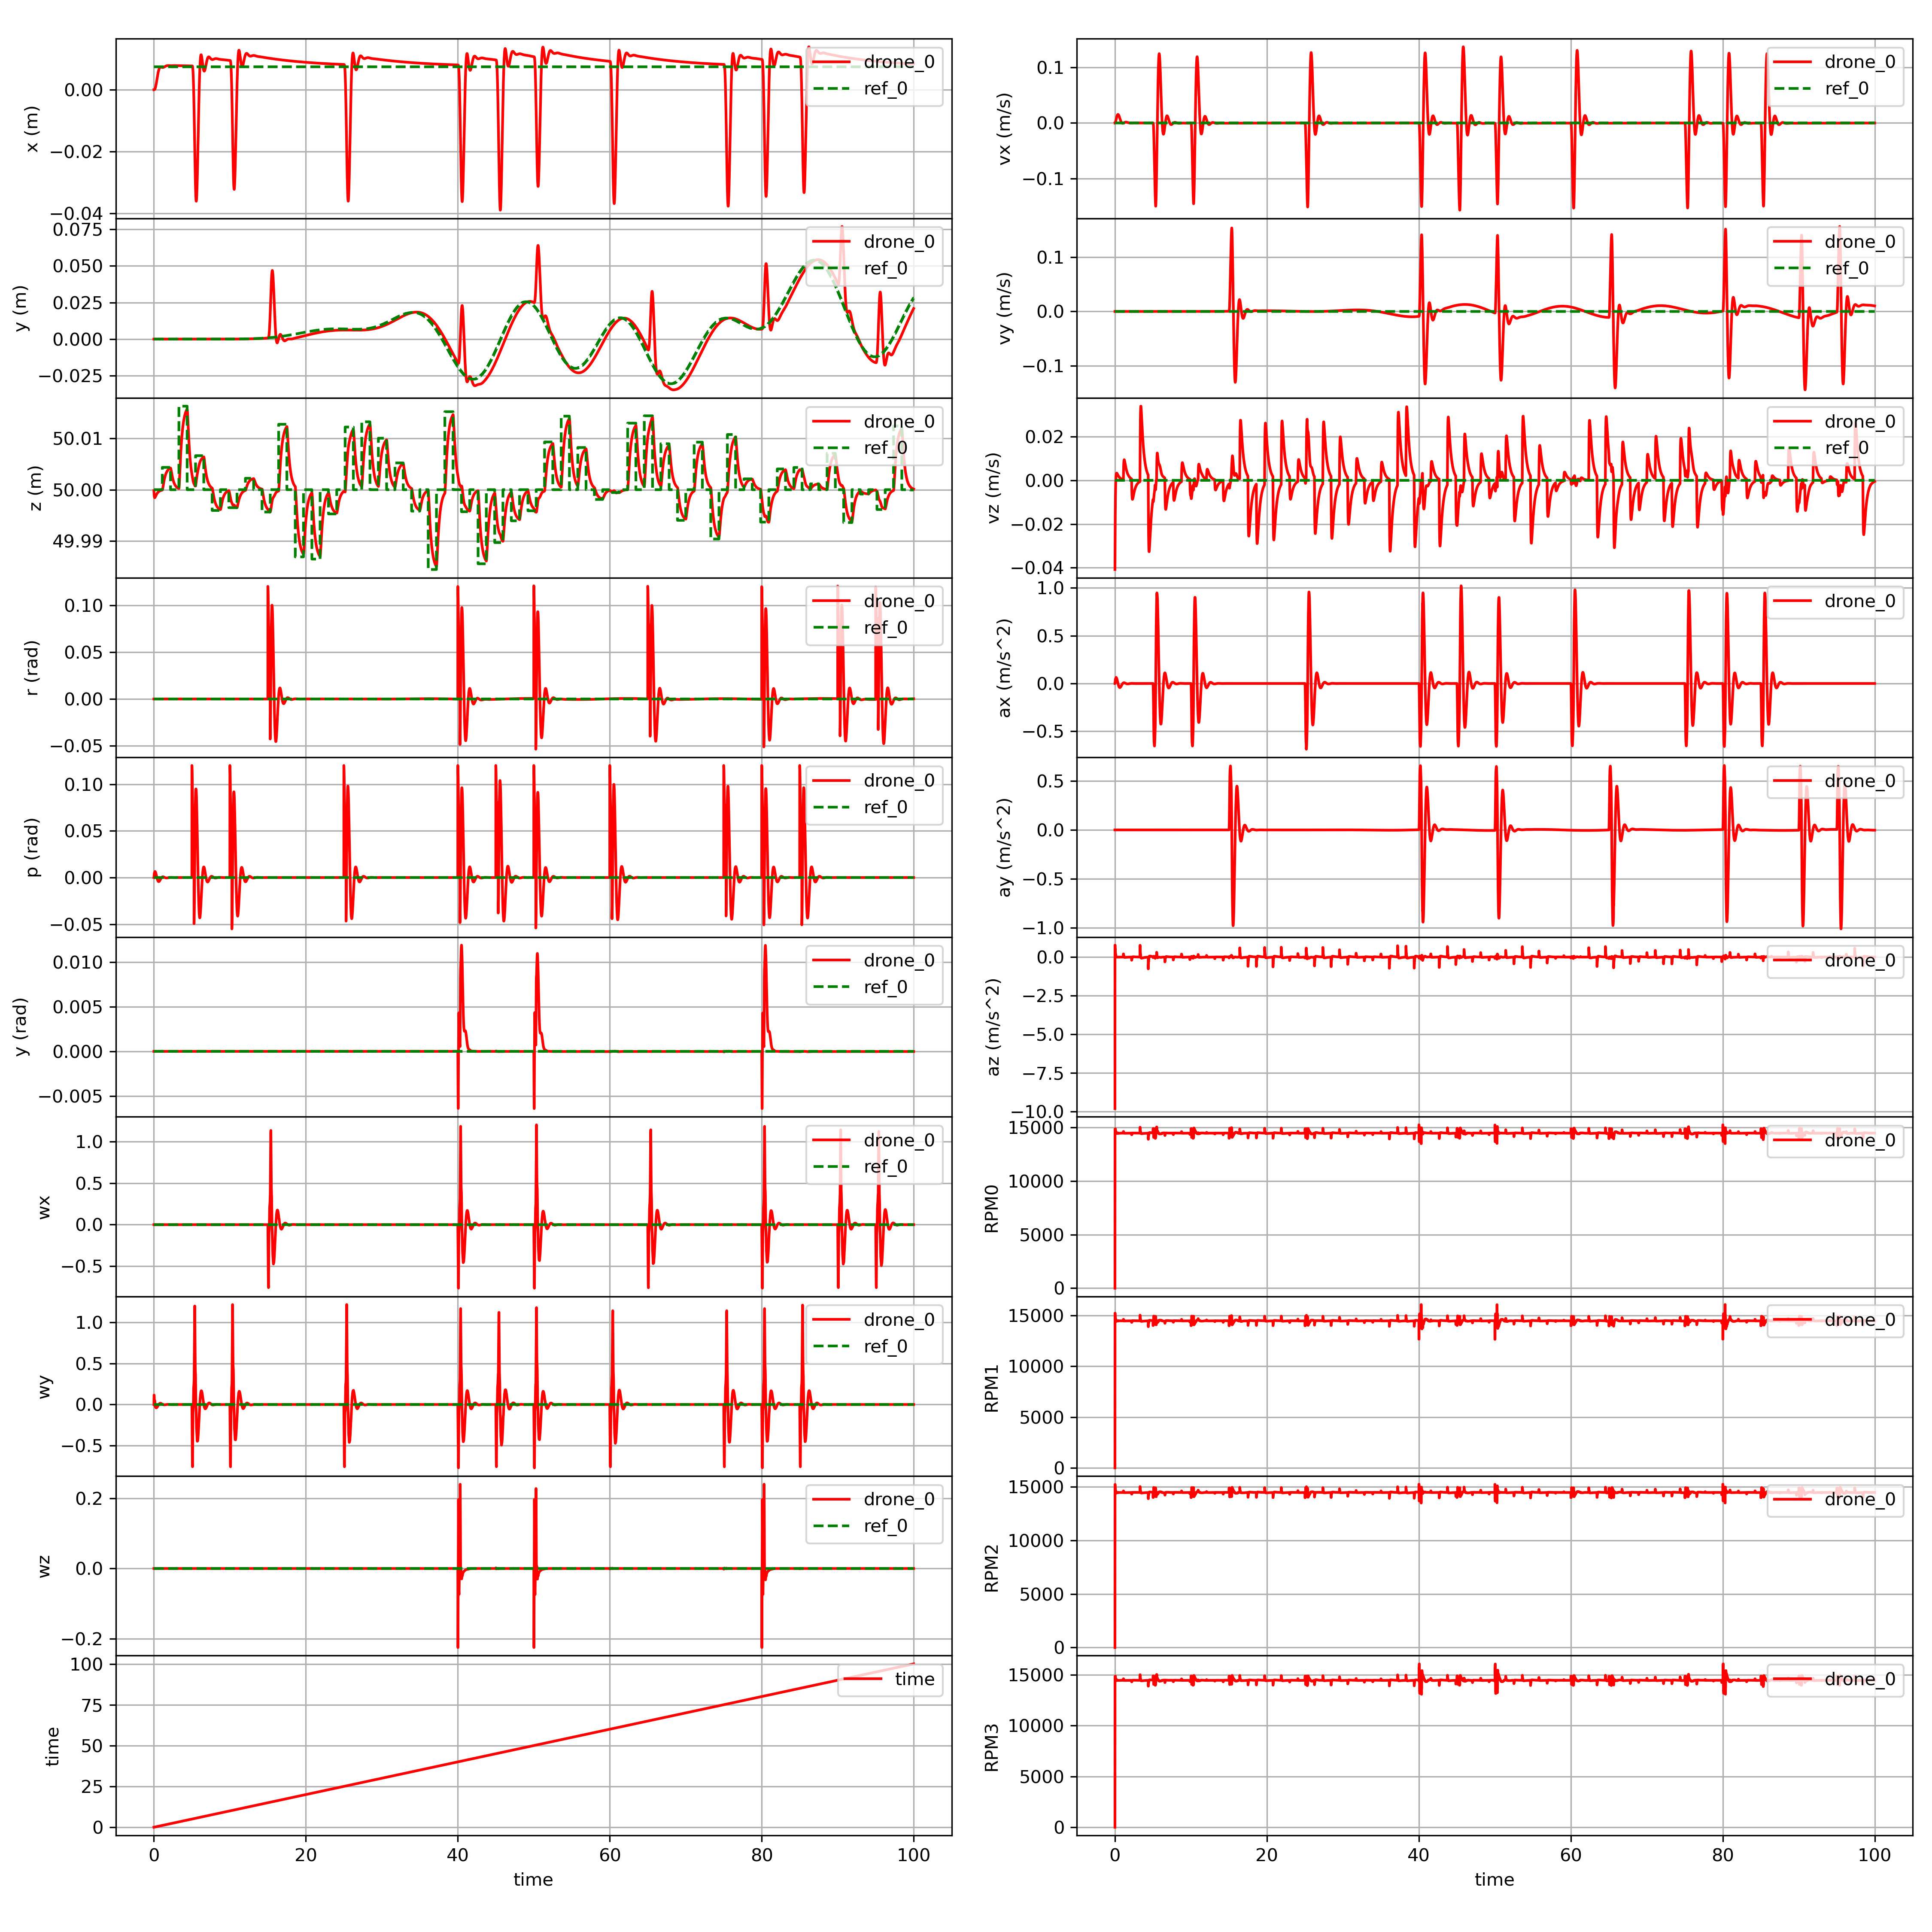 x (m)
0.00
−0.02
−0.04
drone_0
ref_0
y (m)
0.075
0.050
0.025
0.000
−0.025
drone_0
ref_0
z (m)
50.01
50.00
49.99
drone_0
ref_0
r (rad)
0.10
0.05
0.00
−0.05
drone_0
ref_0
p (rad)
0.10
0.05
0.00
−0.05
drone_0
ref_0
y (rad)
0.010
0.005
0.000
−0.005
drone_0
ref_0
wx
1.0
0.5
0.0
−0.5
drone_0
ref_0
wy
1.0
0.5
0.0
−0.5
drone_0
ref_0
wz
0.2
0.0
−0.2
drone_0
ref_0
time
100
75
50
25
0
time
0 20 40 60 80 100
time
vx (m/s)
0.1
0.0
−0.1
drone_0
ref_0
vy (m/s)
0.1
0.0
−0.1
drone_0
ref_0
vz (m/s)
0.02
0.00
−0.02
−0.04
drone_0
ref_0
ax (m/s^2)
1.0
0.5
0.0
−0.5
drone_0
ay (m/s^2)
0.5
0.0
−0.5
−1.0
drone_0
az (m/s^2)
0.0
−2.5
−5.0
−7.5
−10.0
drone_0
RPM0
15000
10000
5000
0
drone_0
RPM1
15000
10000
5000
0
drone_0
RPM2
15000
10000
5000
0
drone_0
RPM3
15000
10000
5000
0
drone_0
0 20 40 60 80 100
time